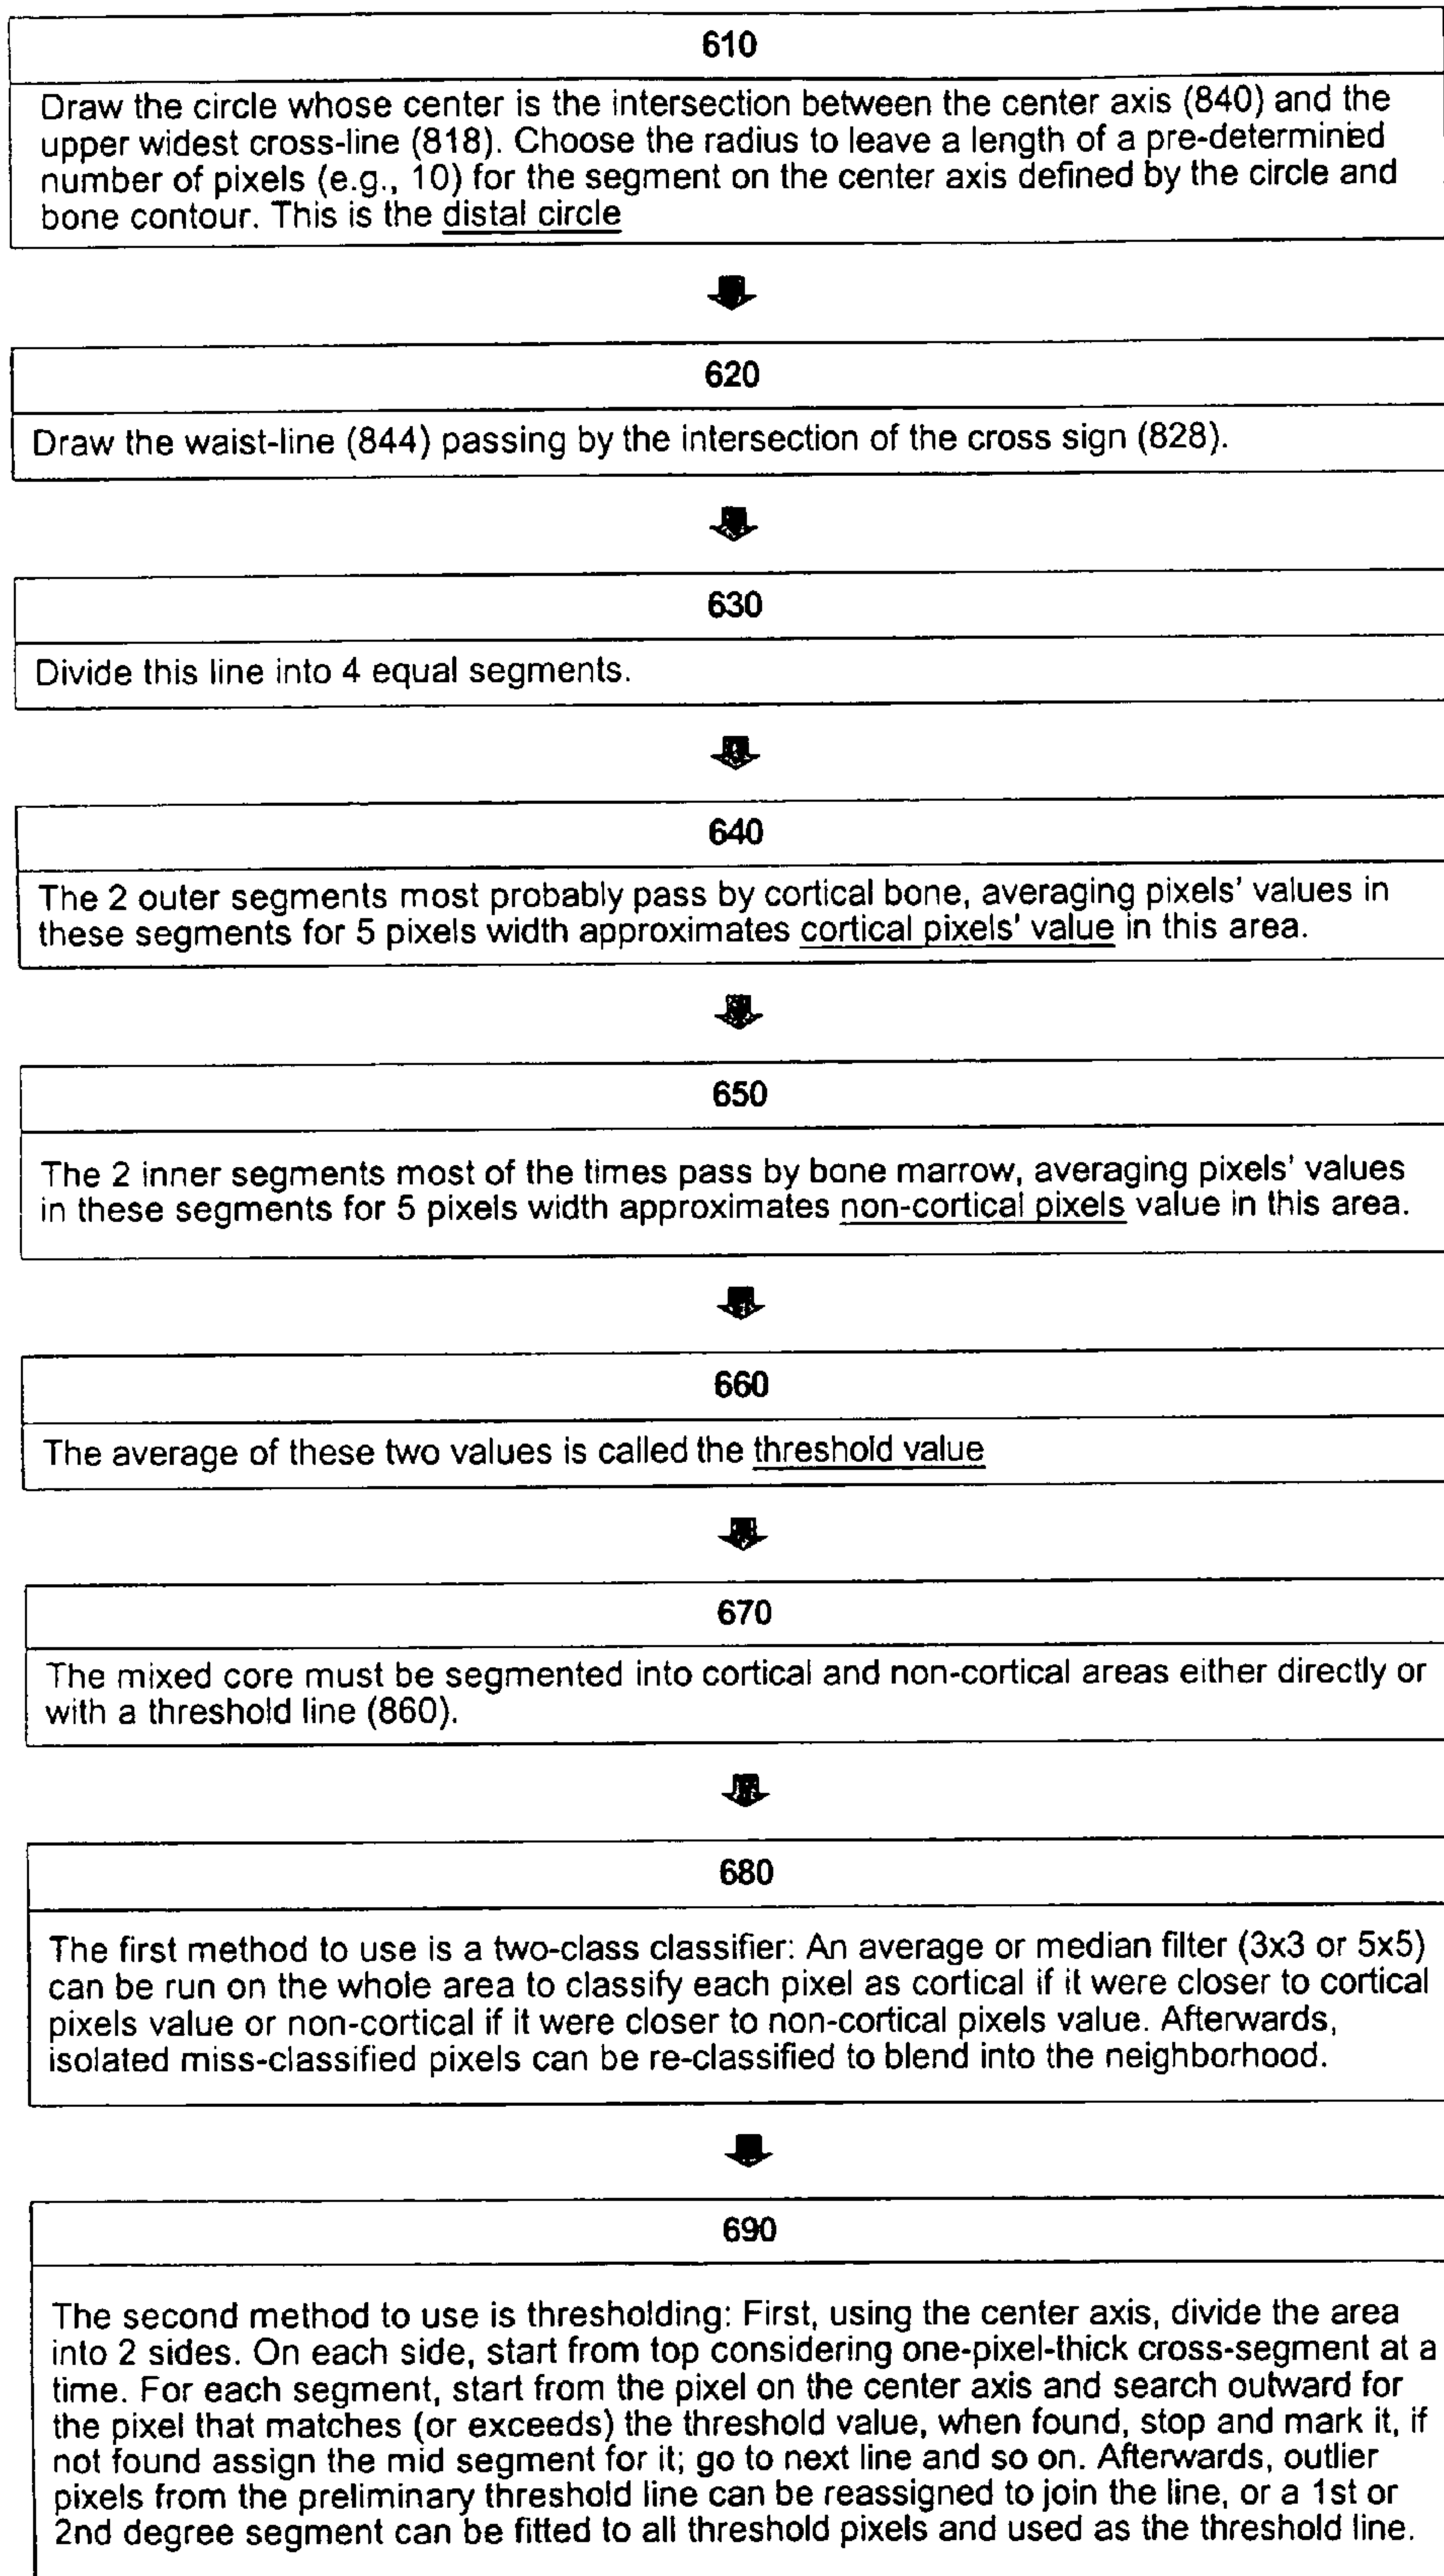 610
Draw the circle whose center is the intersection between the center axis (840) and the
upper widest cross-line (818). Choose the radius to leave a length of a pre-determined
number of pixels (e.g., 10) for the segment on the center axis defined by the circle and
bone contour. This is the distal circle
620
Draw the waist-line (844) passing by the intersection of the cross sign (828).
630
Divide this line into 4 equal segments.
640
The 2 outer segments most probably pass by cortical bone, averaging pixels' values in
these segments for 5 pixels width approximates cortical pixels' value in this area.
650
The 2 inner segments most of the times pass by bone marrow, averaging pixels' values
in these segments for 5 pixels width approximates non-cortical pixels value in this area.
660
The average of these two values is called the threshold value
670
The mixed core must be segmented into cortical and non-cortical areas either directly or
with a threshold line (860).
680
The first method to use is a two-class classifier: An average or median filter (3x3 or 5x5)
can be run on the whole area to classify each pixel as cortical if it were closer to cortical
pixels value or non-cortical if it were closer to non-cortical pixels value. Afterwards,
isolated miss-classified pixels can be re-classified to blend into the neighborhood.
690
The second method to use is thresholding: First, using the center axis, divide the area
into 2 sides. On each side, start from top considering one-pixel-thick cross-segment at a
time. For each segment, start from the pixel on the center axis and search outward for
the pixel that matches (or exceeds) the threshold value, when found, stop and mark it, if
not found assign the mid segment for it; go to next line and so on. Afterwards, outlier
pixels from the preliminary threshold line can be reassigned to join the line, or a 1st or
2nd degree segment can be fitted to all threshold pixels and used as the threshold line.